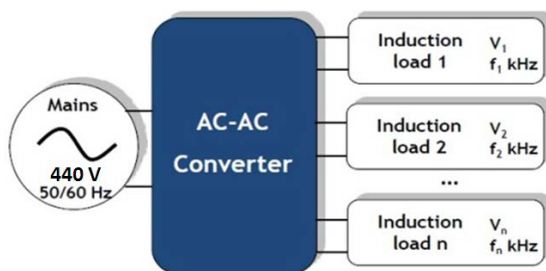 Mains
440 V
50/60 Hz
AC-AC
Converter
Induction
load 1
V₁
f₁ kHz
Induction
load 2
V₂
f₂ kHz
...
Induction
load n
Vₙ
fₙ kHz